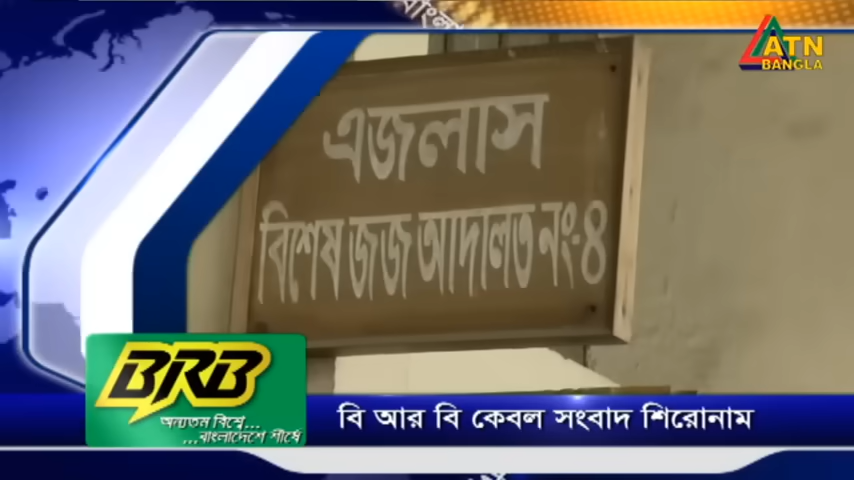 ATN
BANGLA
এজলাস
বিশেষ জজ আদালত নং-৪
BRB
অন্যতম বিশ্বে...
...বাংলাদেশে শীর্ষে
বি আর বি কেবল সংবাদ শিরোনাম